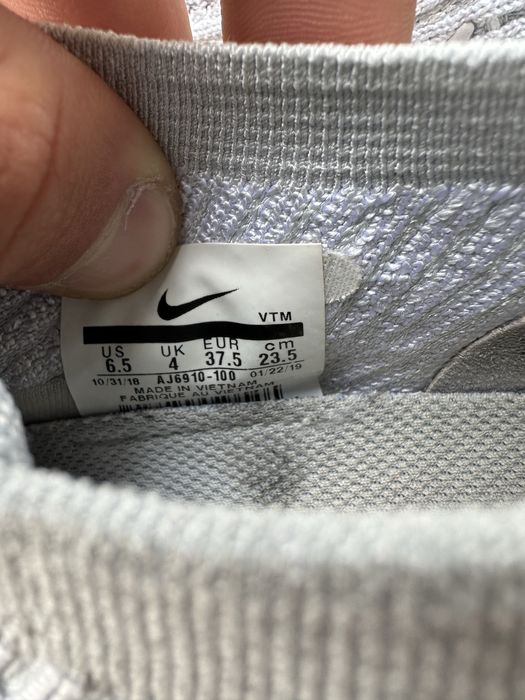 VTM
US UK EUR cm
6.5 4 37.5 23.5
10/31/18 AJ6910-100 01/22/19
MADE IN VIETNAM
FABRIQUE AU VIETNAM